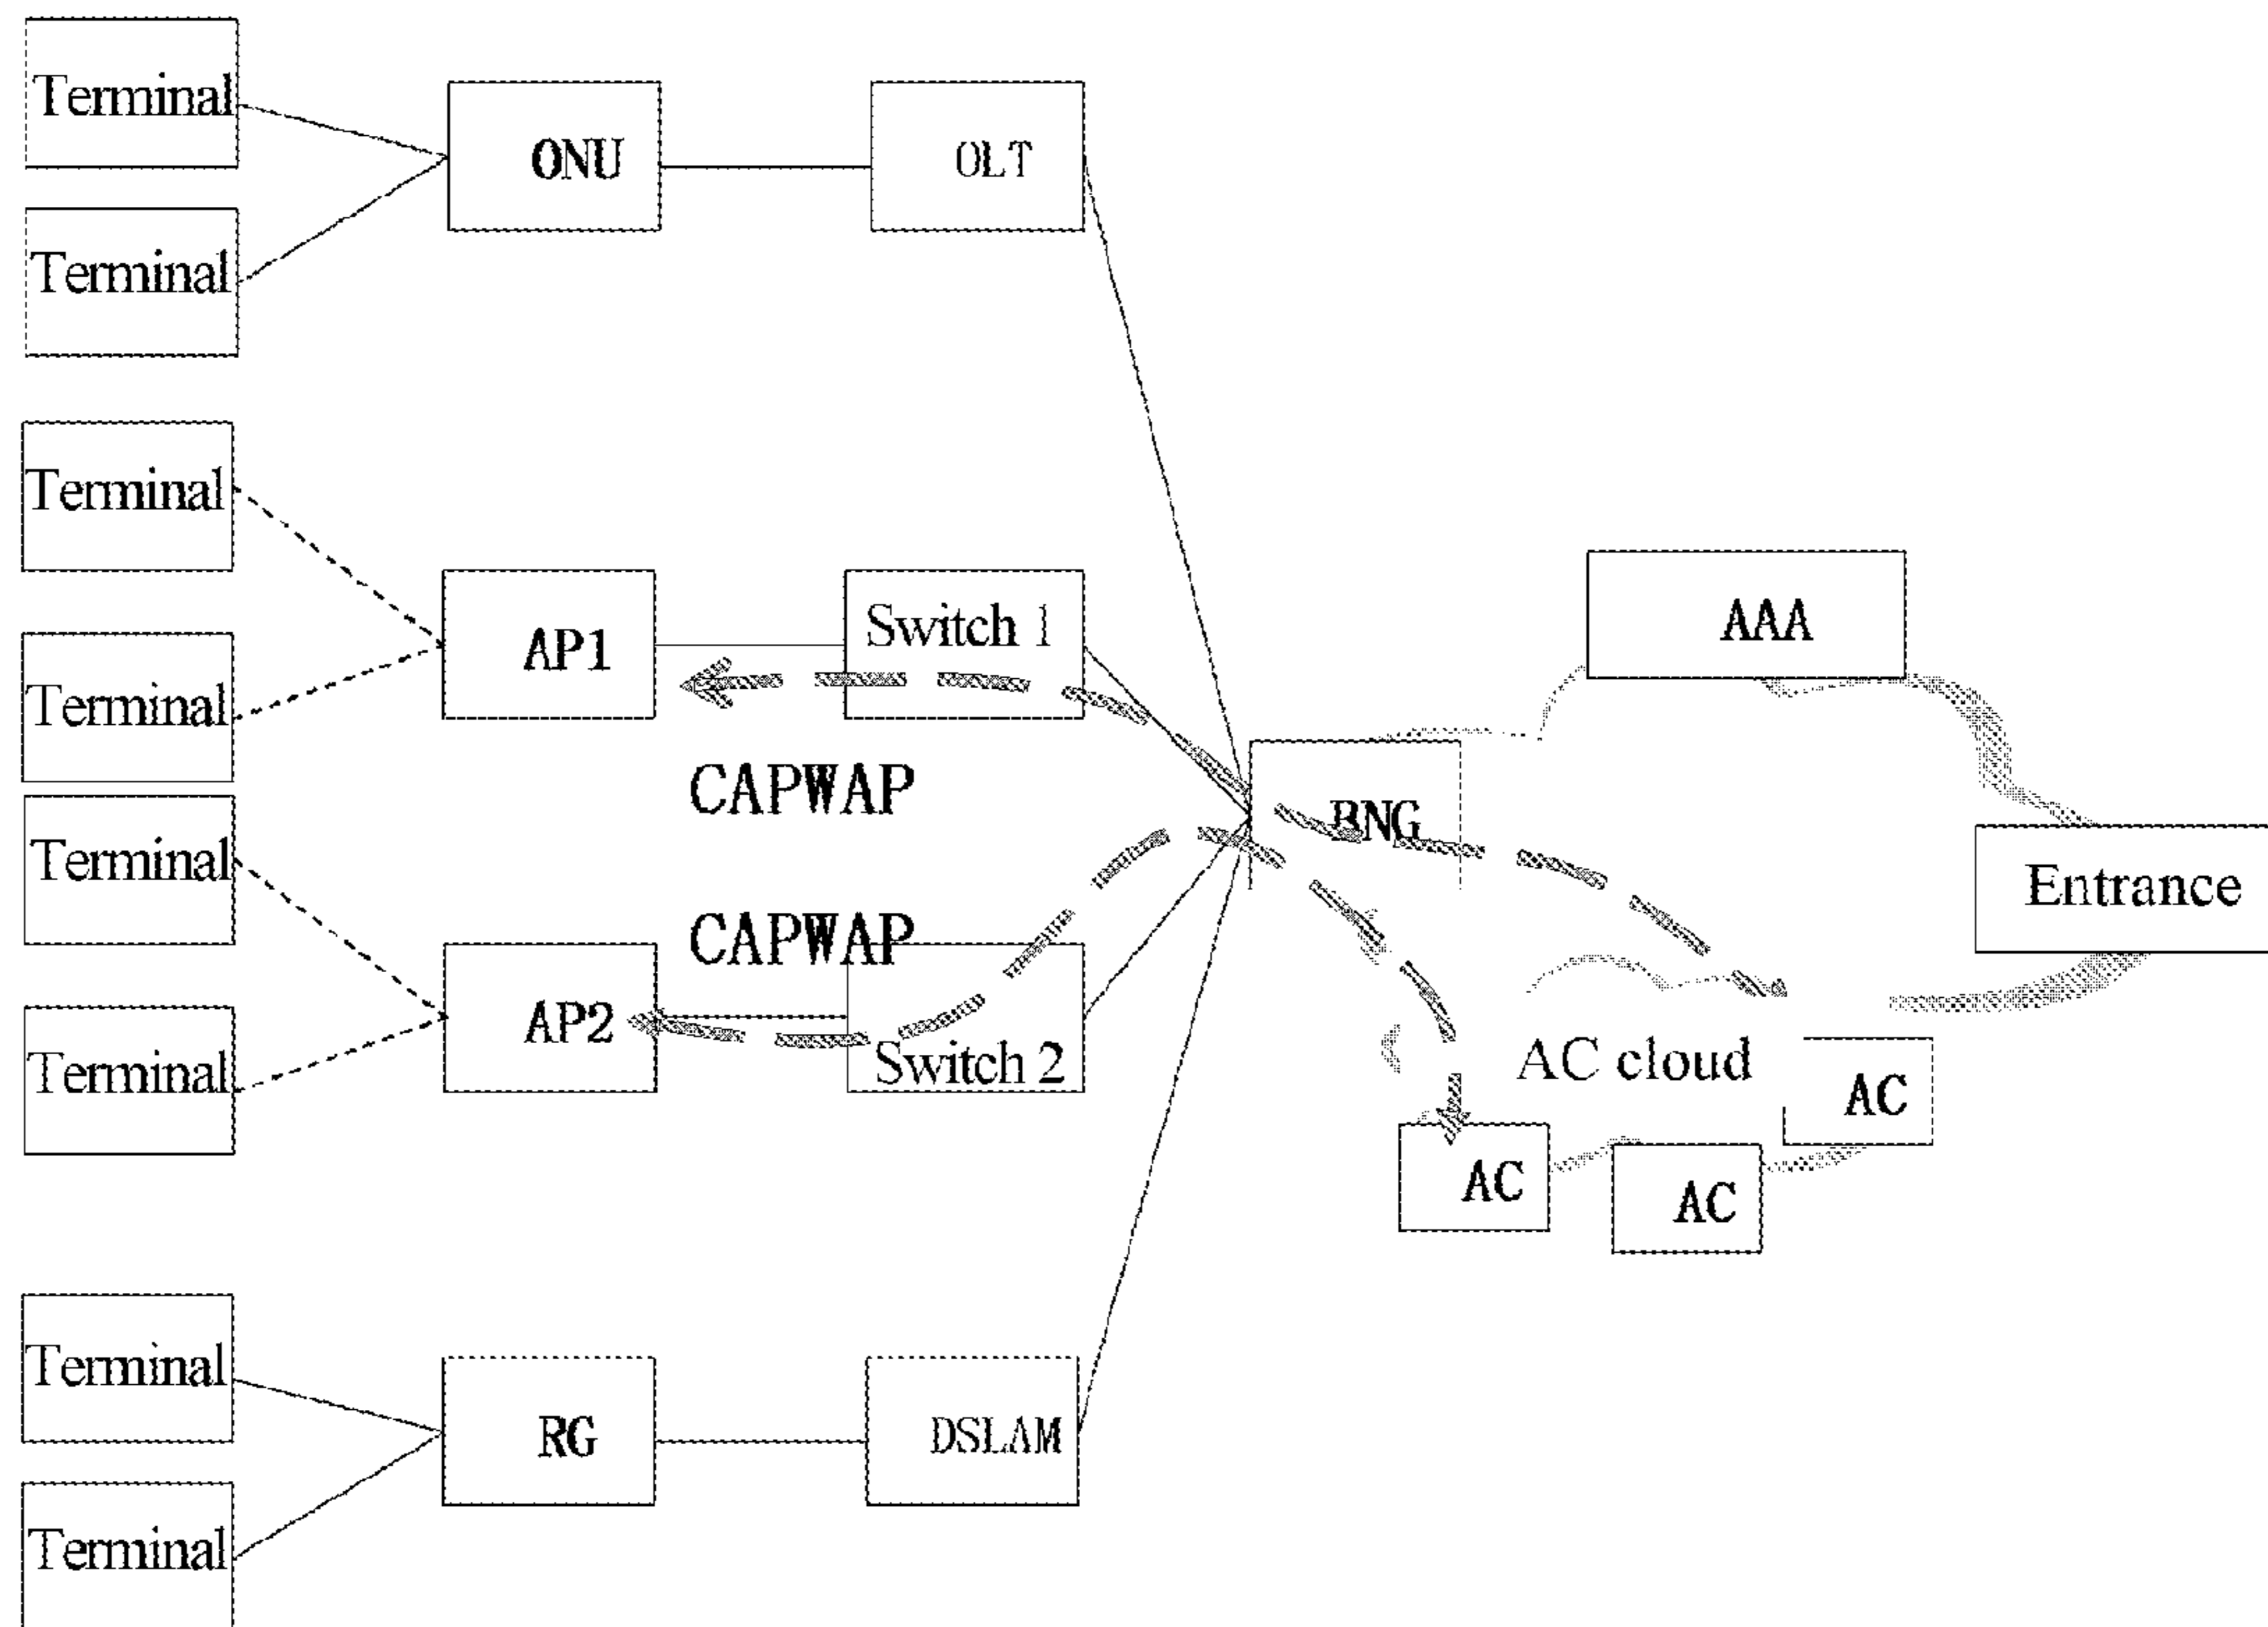 Terminal
ONU
OLT
Terminal
Terminal
AP1
Switch 1
AAA
Terminal
CAPWAP
BNG
Terminal
Entrance
CAPWAP
AP2
Switch 2
AC cloud
Terminal
AC
AC
AC
Terminal
RG
DSLAM
Terminal